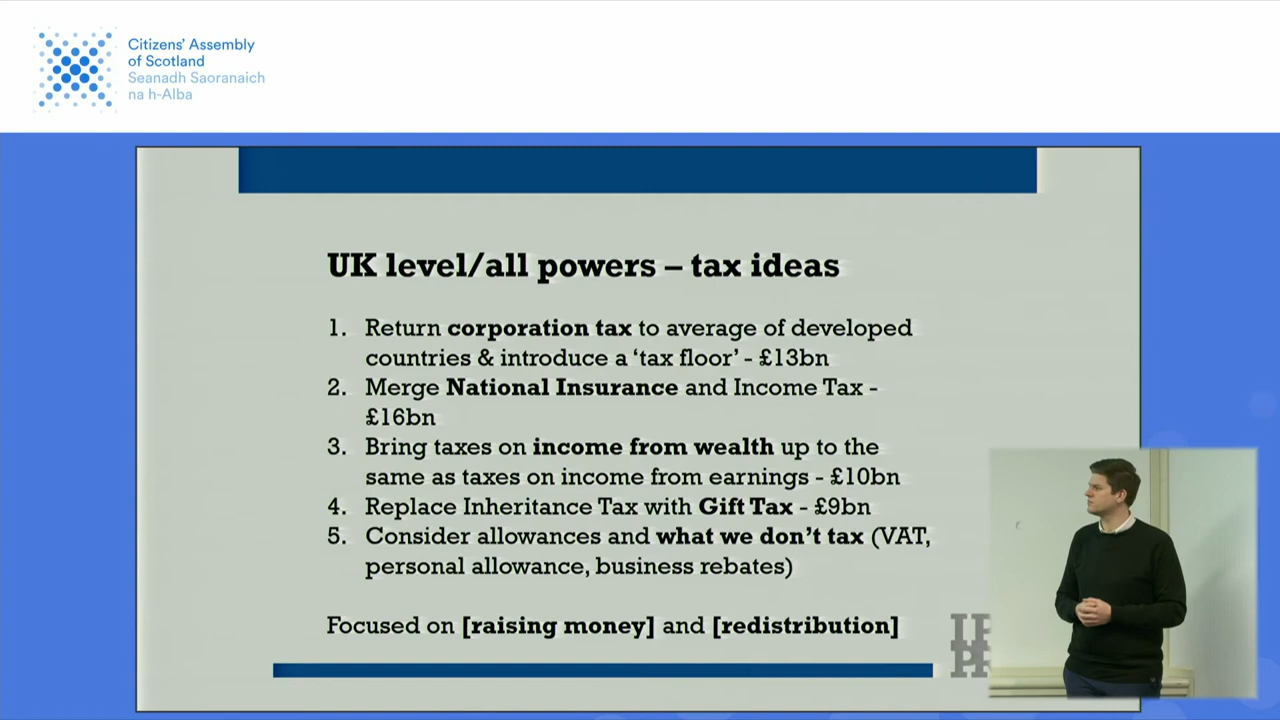 Citizens' Assembly
of Scotland
Seanadh Saoranaich
na h-Alba
UK level/all powers – tax ideas
1. Return corporation tax to average of developed
countries & introduce a 'tax floor' - £13bn
2. Merge National Insurance and Income Tax -
£16bn
3. Bring taxes on income from wealth up to the
same as taxes on income from earnings - £10bn
4. Replace Inheritance Tax with Gift Tax - £9bn
5. Consider allowances and what we don't tax (VAT,
personal allowance, business rebates)
Focused on [raising money] and [redistribution]